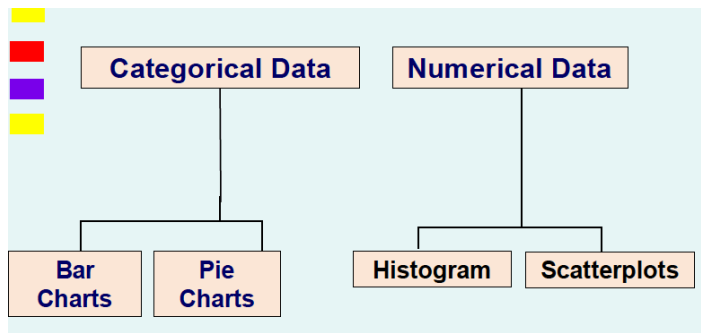 Categorical Data
Numerical Data
Bar
Charts
Pie
Charts
Histogram
Scatterplots